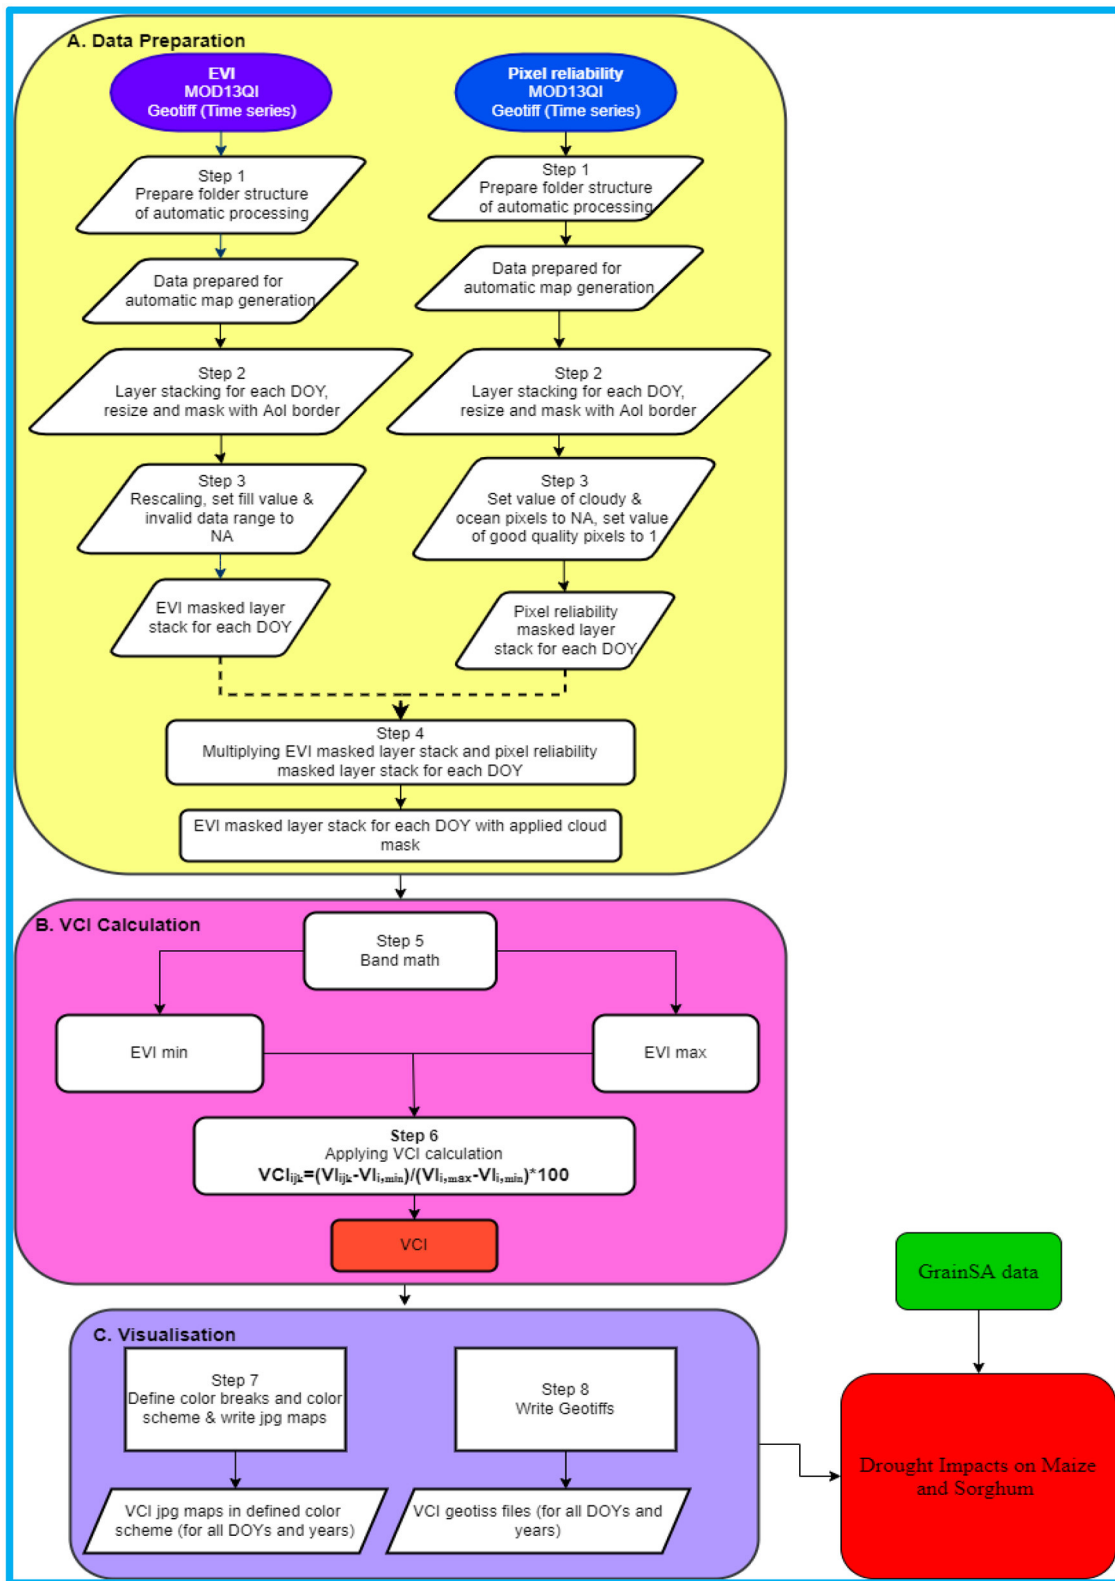 A. Data Preparation
EVI
MOD13QI
Geotiff (Time series)
Pixel reliability
MOD13QI
Geotiff (Time series)
Step 1
Prepare folder structure
of automatic processing
Step 1
Prepare folder structure
of automatic processing
Data prepared for
automatic map generation
Data prepared for
automatic map generation
Step 2
Layer stacking for each DOY,
resize and mask with AoI border
Step 2
Layer stacking for each DOY,
resize and mask with AoI border
Step 3
Rescaling, set fill value &
invalid data range to
NA
Step 3
Set value of cloudy &
ocean pixels to NA, set value
of good quality pixels to 1
EVI masked layer
stack for each DOY
Pixel reliability
masked layer
stack for each DOY
Step 4
Multiplying EVI masked layer stack and pixel reliability
masked layer stack for each DOY
EVI masked layer stack for each DOY with applied cloud
mask
B. VCI Calculation
Step 5
Band math
EVI min
EVI max
Step 6
Applying VCI calculation
VCIijk=(VIijk-VIi,min)/(VIi,max-VIi,min)*100
VCI
GrainSA data
C. Visualisation
Step 7
Define color breaks and color
scheme & write jpg maps
Step 8
Write Geotiffs
VCI jpg maps in defined color
scheme (for all DOYs and years)
VCI geotiss files (for all DOYs and
years)
Drought Impacts on Maize
and Sorghum